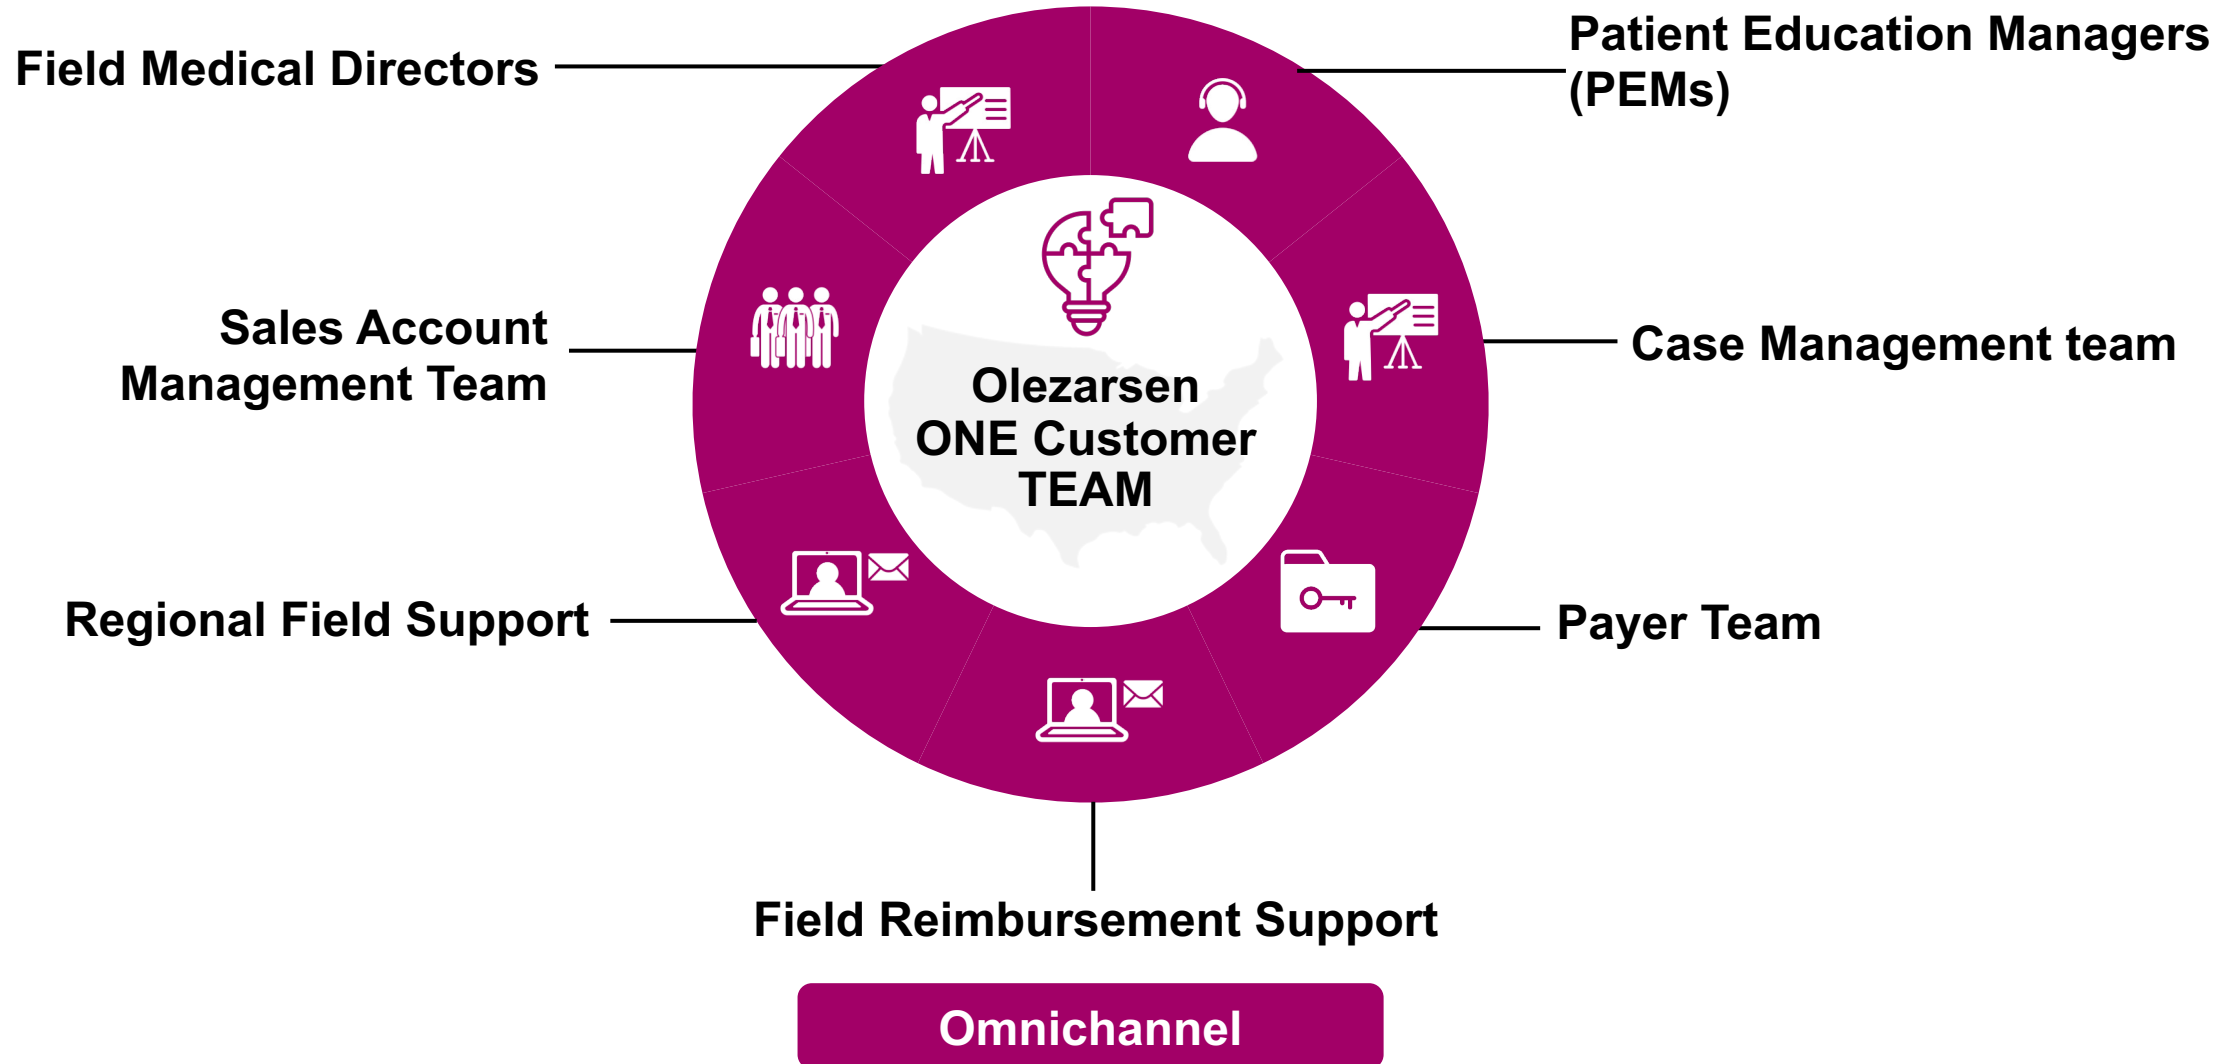 Field Medical Directors
Patient Education Managers
(PEMs)
Sales Account
Management Team
Olezarsen
ONE Customer
TEAM
Case Management team
Regional Field Support
Payer Team
Field Reimbursement Support
Omnichannel